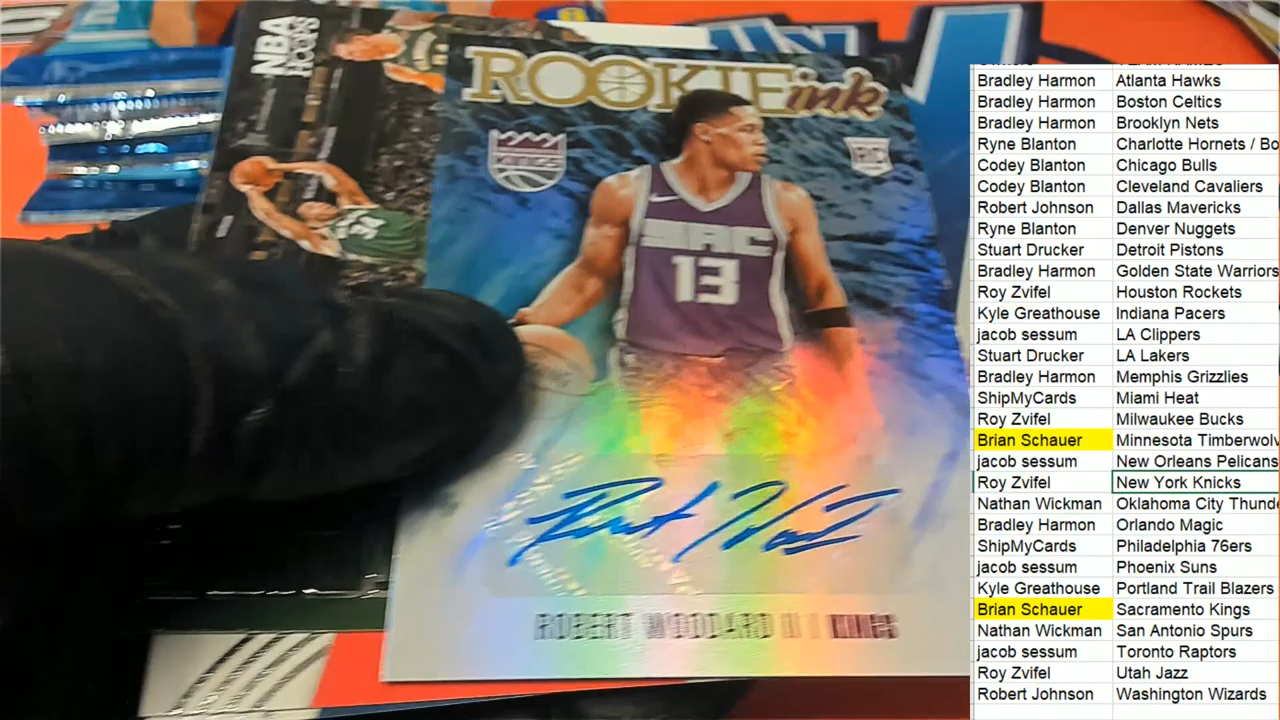 NBA
HOOPS
ROOKIE ink
KINGS
RC
SAC
13
ROBERT WOODARD II | KINGS
Bradley Harmon Atlanta Hawks
Bradley Harmon Boston Celtics
Bradley Harmon Brooklyn Nets
Ryne Blanton Charlotte Hornets / Bo
Codey Blanton Chicago Bulls
Codey Blanton Cleveland Cavaliers
Robert Johnson Dallas Mavericks
Ryne Blanton Denver Nuggets
Stuart Drucker Detroit Pistons
Bradley Harmon Golden State Warriors
Roy Zvifel Houston Rockets
Kyle Greathouse Indiana Pacers
jacob sessum LA Clippers
Stuart Drucker LA Lakers
Bradley Harmon Memphis Grizzlies
ShipMyCards Miami Heat
Roy Zvifel Milwaukee Bucks
Brian Schauer Minnesota Timberwolv
jacob sessum New Orleans Pelicans
Roy Zvifel New York Knicks
Nathan Wickman Oklahoma City Thunde
Bradley Harmon Orlando Magic
ShipMyCards Philadelphia 76ers
jacob sessum Phoenix Suns
Kyle Greathouse Portland Trail Blazers
Brian Schauer Sacramento Kings
Nathan Wickman San Antonio Spurs
jacob sessum Toronto Raptors
Roy Zvifel Utah Jazz
Robert Johnson Washington Wizards